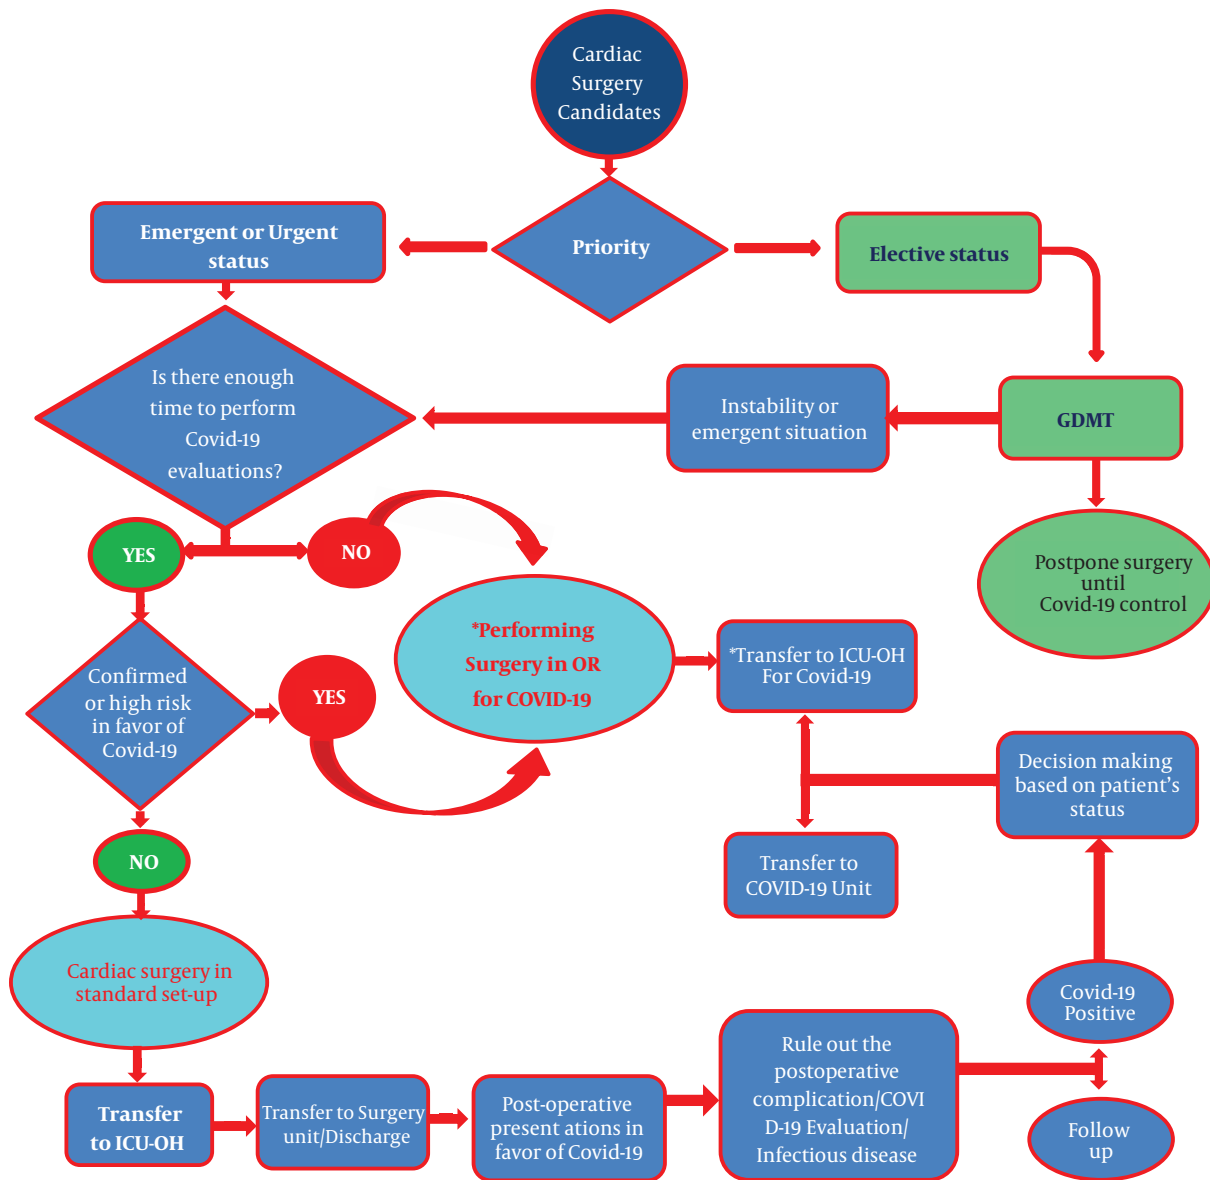 Cardiac
Surgery
Candidates
Priority
Emergent or Urgent
status
Elective status
Is there enough
time to perform
Covid-19
evaluations?
Instability or
emergent situation
GDMT
YES
NO
Postpone surgery
until
Covid-19 control
*Performing
Surgery in OR
for COVID-19
*Transfer to ICU-OH
For Covid-19
Confirmed
or high risk
in favor of
Covid-19
YES
Decision making
based on patient's
status
NO
Transfer to
COVID-19 Unit
Cardiac surgery in
standard set-up
Covid-19
Positive
Transfer
to ICU-OH
Transfer to Surgery
unit/Discharge
Post-operative
present ations in
favor of Covid-19
Rule out the
postoperative
complication/COVI
D-19 Evaluation/
Infectious disease
Follow
up